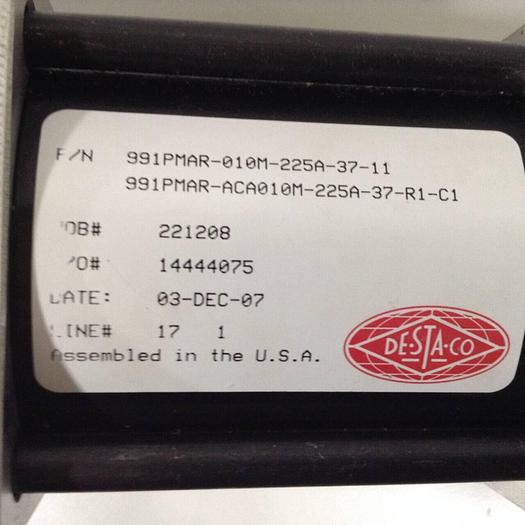 P/N 991PMAR-010M-225A-37-11
991PMAR-ACA010M-225A-37-R1-C1
JOB# 221208
PO# 14444075
DATE: 03-DEC-07
LINE# 17 1
Assembled in the U.S.A.
DE·STA·CO